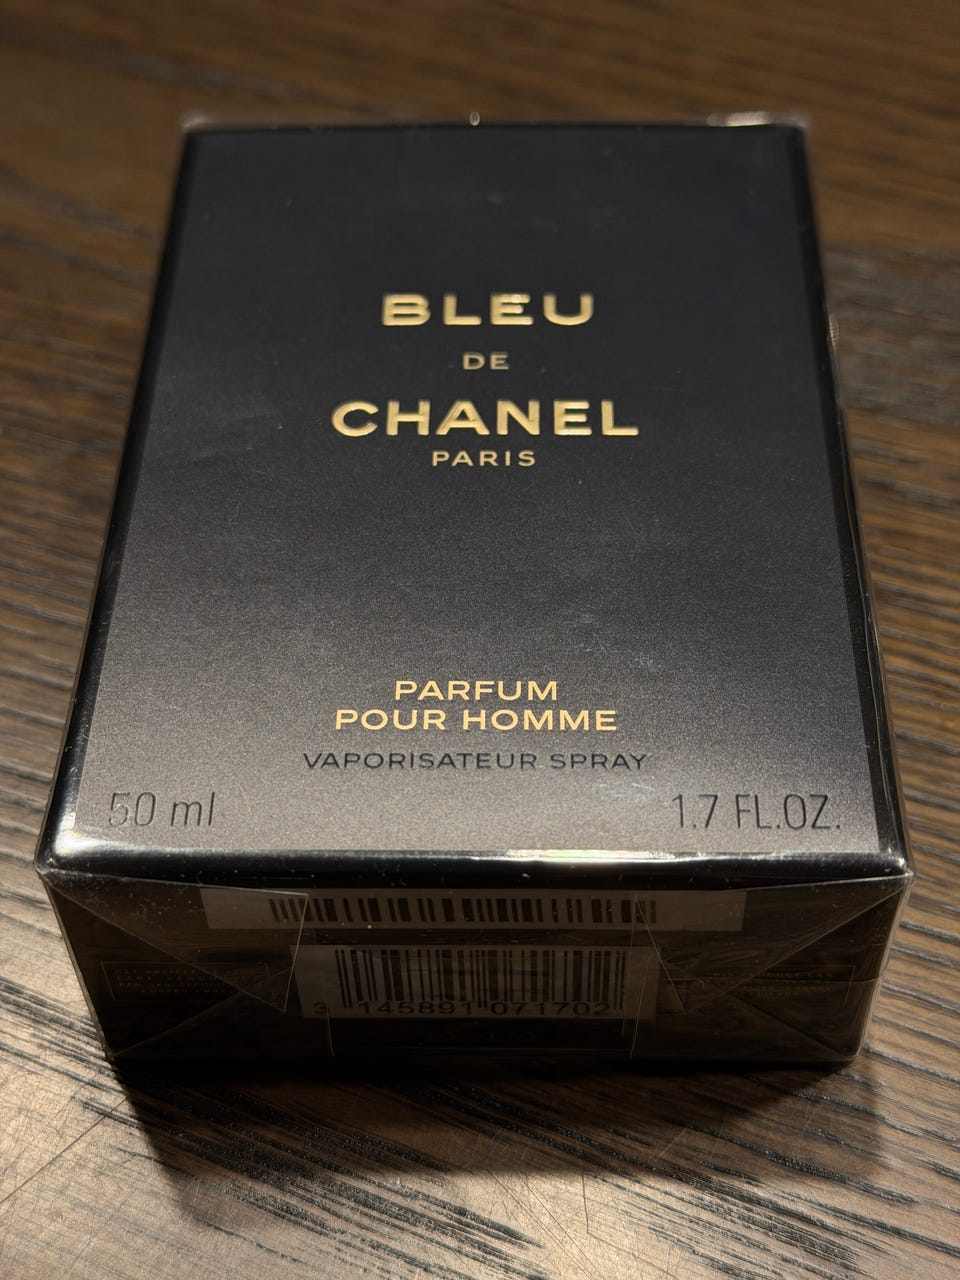 BLEU
DE
CHANEL
PARIS
PARFUM
POUR HOMME
VAPORISATEUR SPRAY
50 ml
1.7 FL.OZ.
3 145891 071702